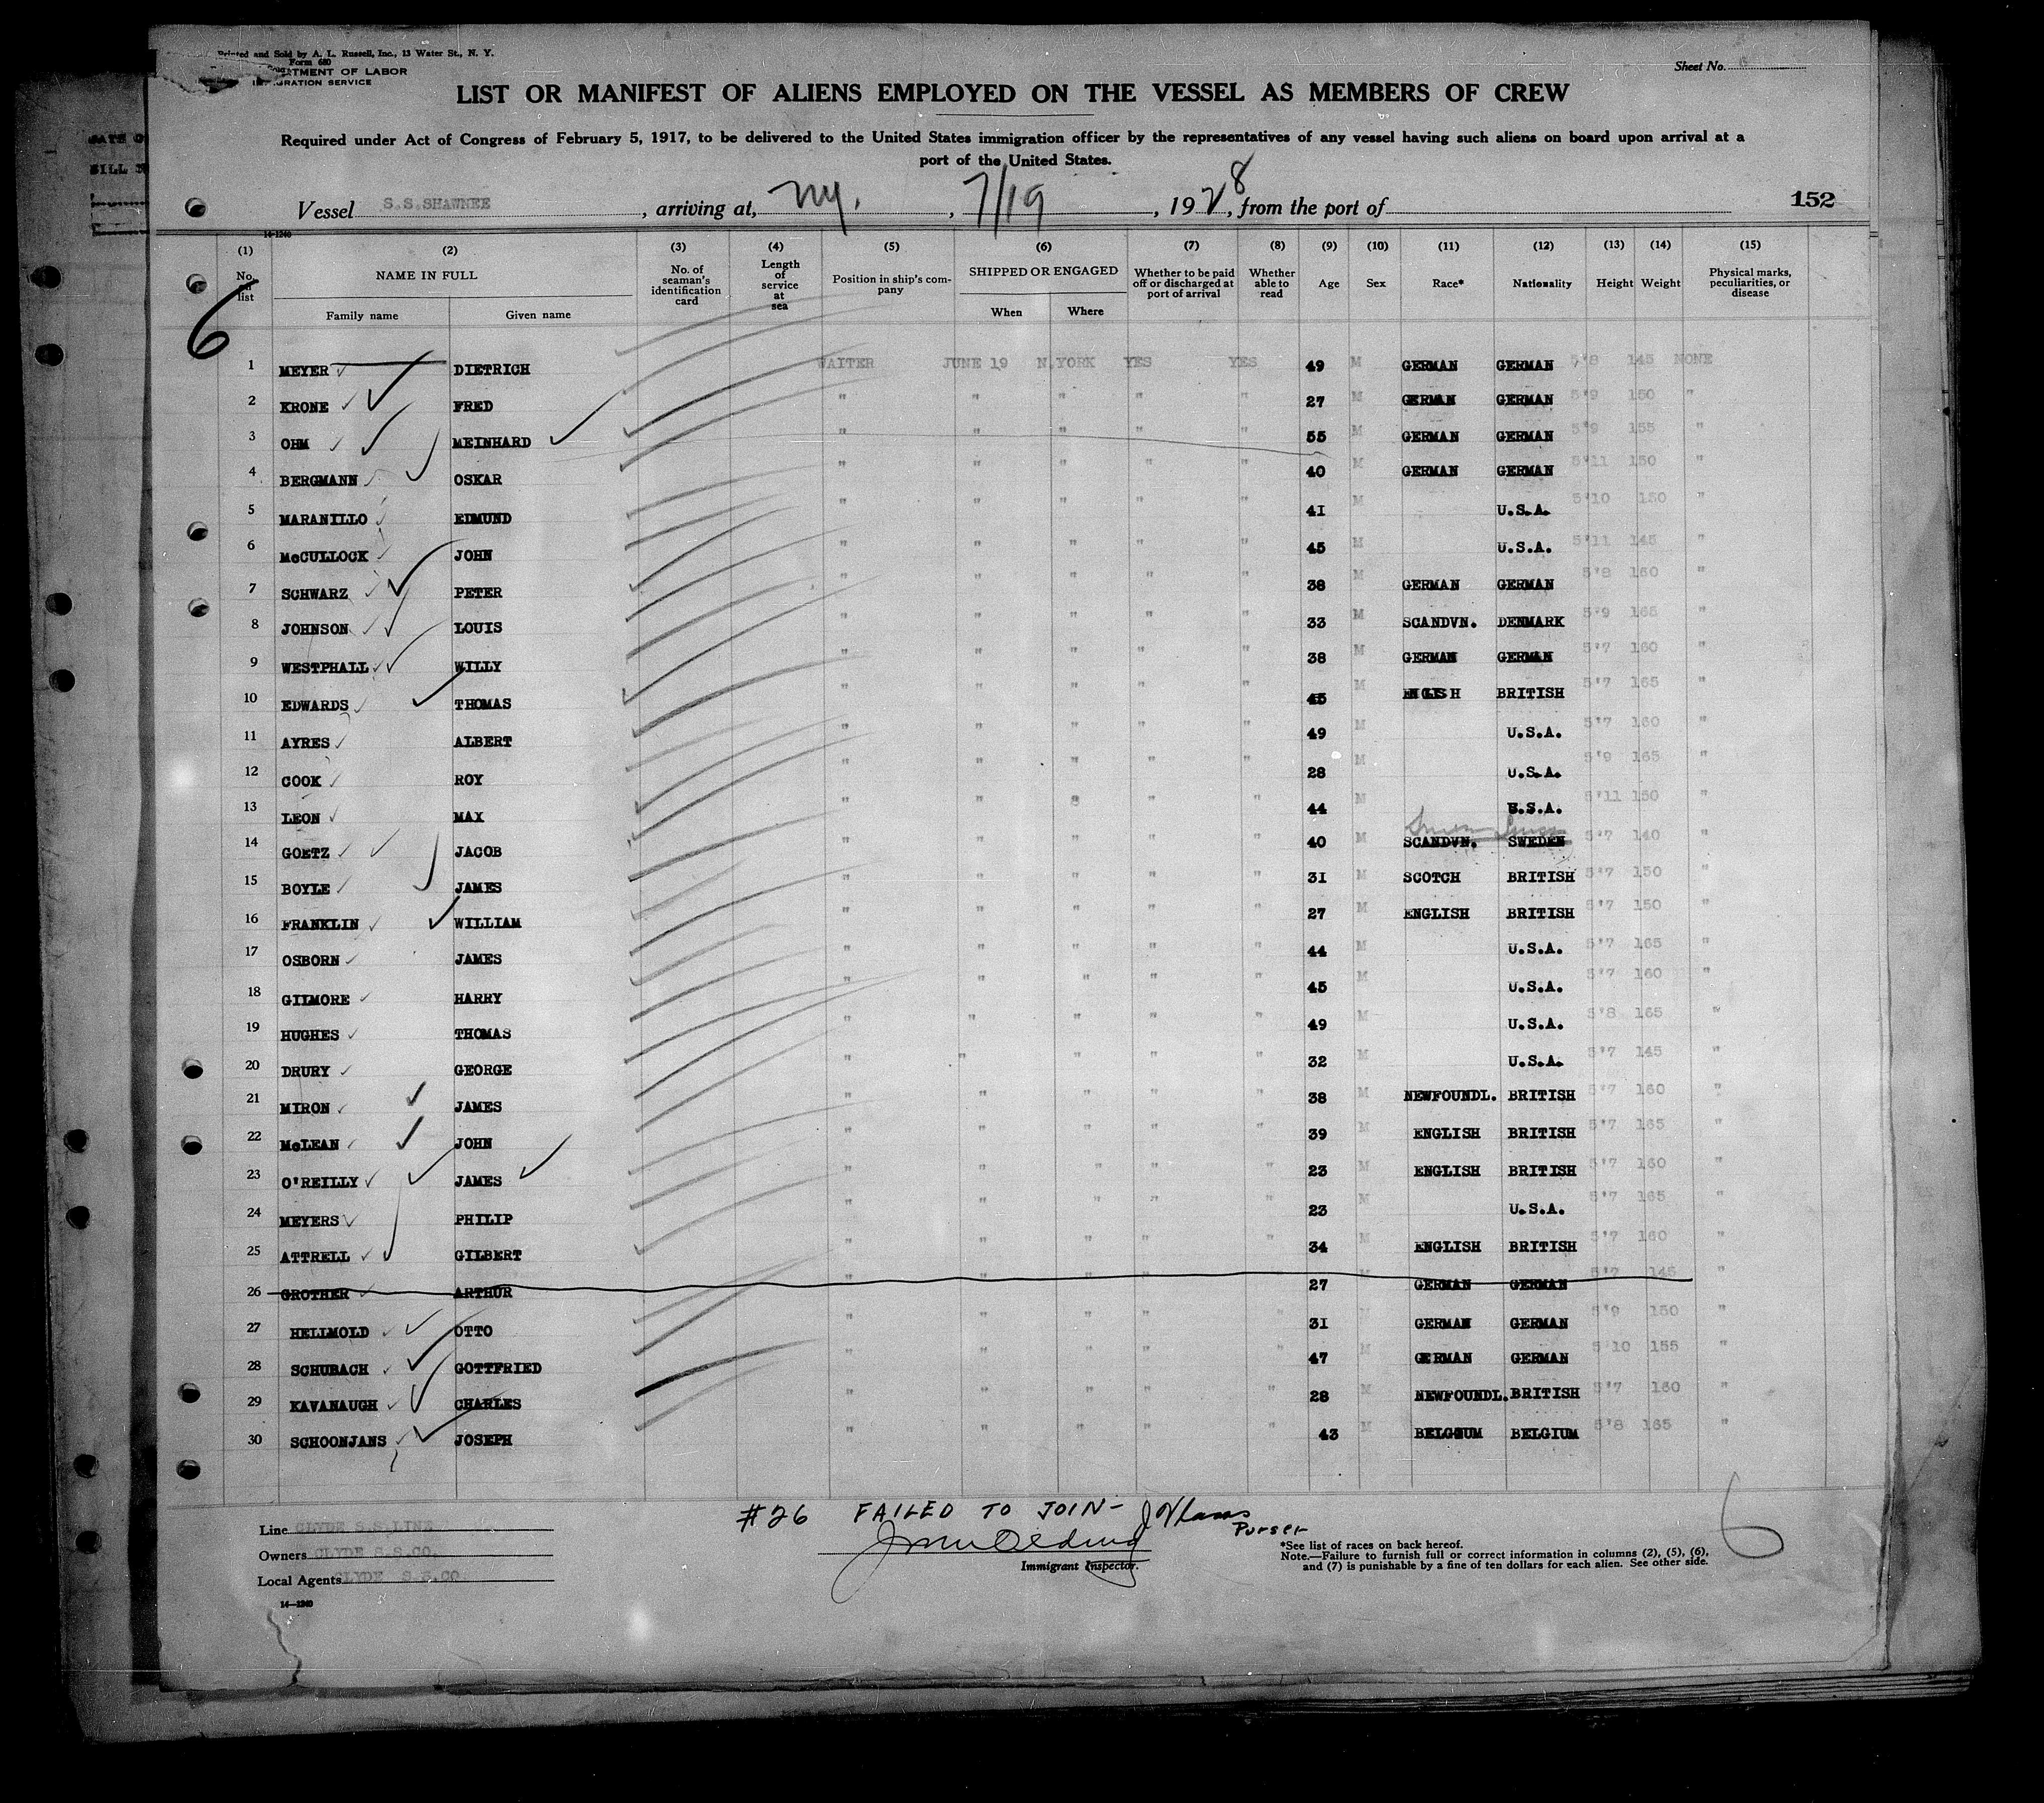 Printed and Sold by A. L. Russell, Inc., 13 Water St., N. Y.
Form 680
DEPARTMENT OF LABOR
IMMIGRATION SERVICE
Sheet No.
LIST OR MANIFEST OF ALIENS EMPLOYED ON THE VESSEL AS MEMBERS OF CREW
Required under Act of Congress of February 5, 1917, to be delivered to the United States immigration officer by the representatives of any vessel having such aliens on board upon arrival at a
port of the United States.
Vessel S.S.SHAWNEE, arriving at, NY., 7/19, 1928, from the port of 152
14-1240
(1) (2) (3) (4) (5) (6) (7) (8) (9) (10) (11) (12) (13) (14) (15)
No. on list NAME IN FULL Family name Given name No. of seaman's identification card Length of service at sea Position in ship's company SHIPPED OR ENGAGED When Where Whether to be paid off or discharged at port of arrival Whether able to read Age Sex Race* Nationality Height Weight Physical marks, peculiarities, or disease
6
1 MEYER DIETRICH WAITER JUNE 19 N.YORK YES YES 49 M GERMAN GERMAN 5'8 145 NONE
2 KRONE FRED " " " " " 27 M GERMAN GERMAN 5'9 150 "
3 OHM MEINHARD " " " " " 55 M GERMAN GERMAN 5'9 155 "
4 BERGMANN OSKAR " " " " " 40 M GERMAN GERMAN 5'11 150 "
5 MARANILLO EDMUND " " " " " 41 M U.S.A. 5'10 150 "
6 McCULLOCK JOHN " " " " " 45 M U.S.A. 5'11 145 "
7 SCHWARZ PETER " " " " " 38 M GERMAN GERMAN 5'8 160 "
8 JOHNSON LOUIS " " " " " 33 M SCANDVN. DENMARK 5'9 165 "
9 WESTPHALL WILLY " " " " " 38 M GERMAN GERMAN 5'7 160 "
10 EDWARDS THOMAS " " " " " 45 M ENGLISH BRITISH 5'7 165 "
11 AYRES ALBERT " " " " " 49 M U.S.A. 5'7 160 "
12 COOK ROY " " " " " 28 M U.S.A. 5'9 165 "
13 LEON MAX " " " " " 44 M U.S.A. 5'11 150 "
14 GOETZ JACOB " " " " " 40 M SCANDVN. SWEDEN 5'7 140 "
15 BOYLE JAMES " " " " " 31 M SCOTCH BRITISH 5'7 150 "
16 FRANKLIN WILLIAM " " " " " 27 M ENGLISH BRITISH 5'7 150 "
17 OSBORN JAMES " " " " " 44 M U.S.A. 5'7 165 "
18 GILMORE HARRY " " " " " 45 M U.S.A. 5'7 160 "
19 HUGHES THOMAS " " " " " 49 M U.S.A. 5'8 165 "
20 DRURY GEORGE " " " " " 32 M U.S.A. 5'7 145 "
21 MIRON JAMES " " " " " 38 M NEWFOUNDL. BRITISH 5'7 160 "
22 McLEAN JOHN " " " " " 39 M ENGLISH BRITISH 5'7 165 "
23 O'REILLY JAMES " " " " " 23 M ENGLISH BRITISH 5'7 160 "
24 MEYERS PHILIP " " " " " 23 M U.S.A. 5'7 165 "
25 ATTRELL GILBERT " " " " " 34 M ENGLISH BRITISH 5'7 160 "
26 GROTHER ARTHUR " " " " " 27 M GERMAN GERMAN 5'7 145 "
27 HELLMOLD OTTO " " " " " 31 M GERMAN GERMAN 5'9 150 "
28 SCHUBACH GOTTFRIED " " " " " 47 M GERMAN GERMAN 5'10 155 "
29 KAVANAUGH CHARLES " " " " " 28 M NEWFOUNDL. BRITISH 5'7 160 "
30 SCHOONJANS JOSEPH " " " " " 43 M BELGIUM BELGIUM 5'8 165 "
#26 FAILED TO JOIN-
Purser
6
Line CLYDE S.S.LINE
Owners CLYDE S.S.CO.
Local Agents CLYDE S.S.CO.
Immigrant Inspector.
*See list of races on back hereof.
Note.—Failure to furnish full or correct information in columns (2), (5), (6),
and (7) is punishable by a fine of ten dollars for each alien. See other side.
14—1240